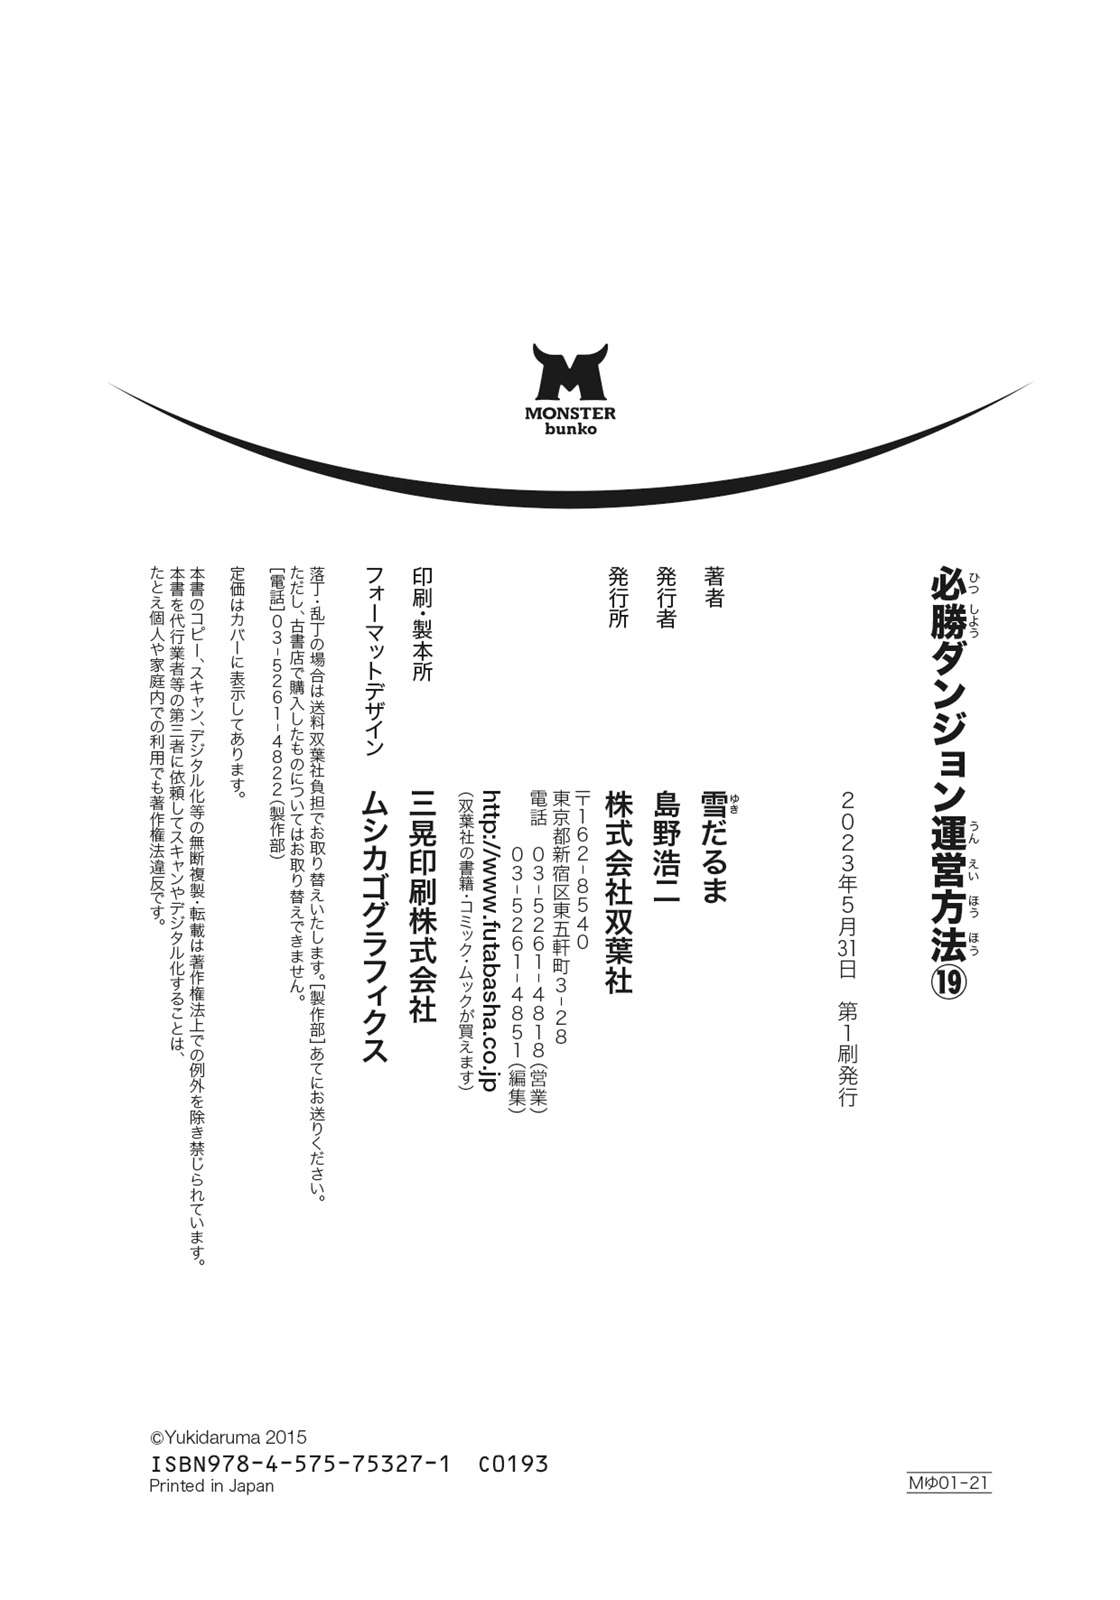 MONSTER
bunko
必勝ダンジョン運営方法⑲
ひつ しよう うん えい ほう ほう
2023年5月31日　第1刷発行
著者　雪だるま
ゆき
発行者　島野浩二
発行所　株式会社双葉社
〒162-8540
東京都新宿区東五軒町3-28
電話　03-5261-4818(営業)
03-5261-4851(編集)
http://www.futabasha.co.jp
(双葉社の書籍・コミック・ムックが買えます)
印刷・製本所　三晃印刷株式会社
フォーマットデザイン　ムシカゴグラフィクス
落丁・乱丁の場合は送料双葉社負担でお取り替えいたします。[製作部]あてにお送りください。
ただし、古書店で購入したものについてはお取り替えできません。
[電話]03-5261-4822(製作部)
定価はカバーに表示してあります。
本書のコピー、スキャン、デジタル化等の無断複製・転載は著作権法上での例外を除き禁じられています。
本書を代行業者等の第三者に依頼してスキャンやデジタル化することは、
たとえ個人や家庭内での利用でも著作権法違反です。
©Yukidaruma 2015
ISBN978-4-575-75327-1　C0193
Printed in Japan
Mゆ01-21